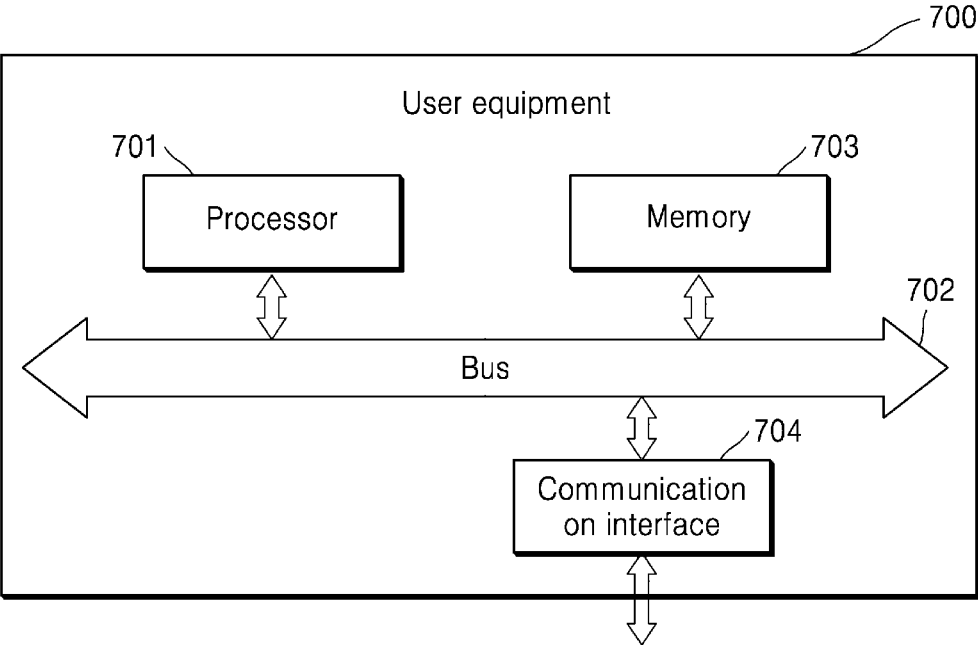 700
User equipment
701
703
Processor
Memory
702
Bus
704
Communication
on interface